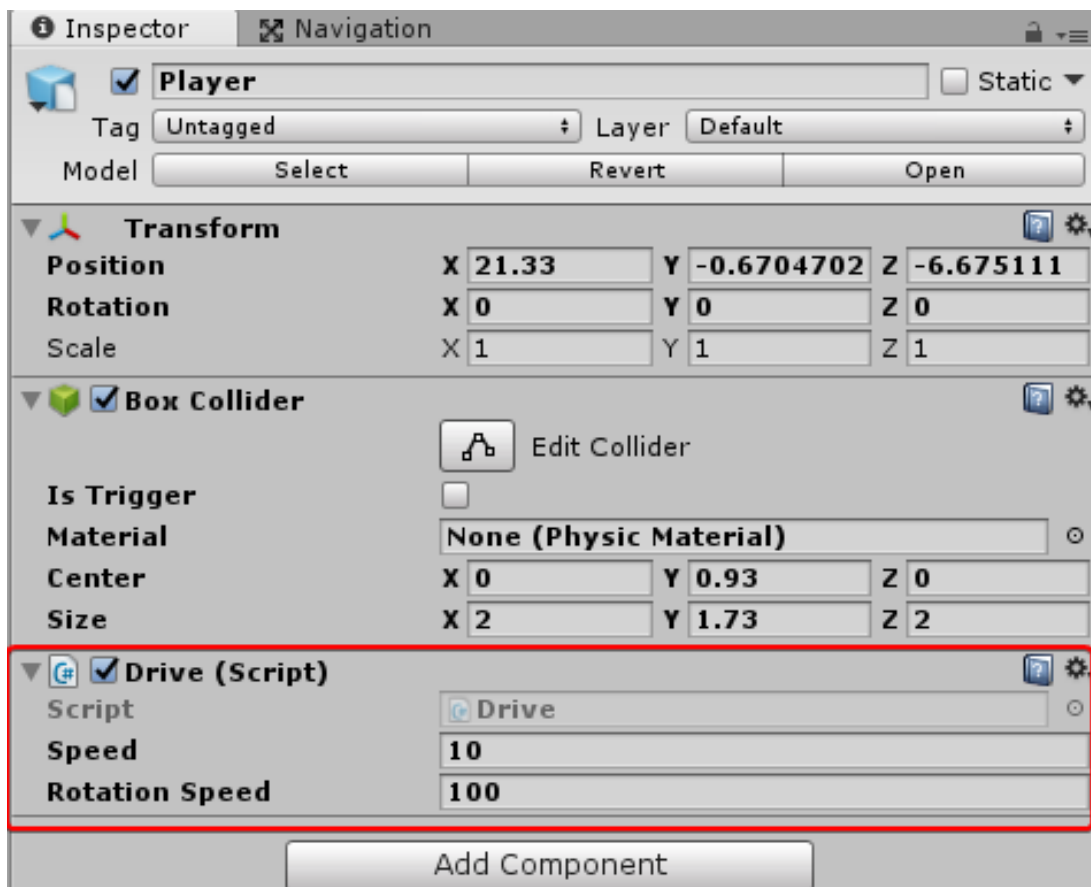 Inspector Navigation
Player Static
Tag Untagged Layer Default
Model Select Revert Open
Transform
Position X 21.33 Y -0.6704702 Z -6.675111
Rotation X 0 Y 0 Z 0
Scale X 1 Y 1 Z 1
Box Collider
Edit Collider
Is Trigger
Material None (Physic Material)
Center X 0 Y 0.93 Z 0
Size X 2 Y 1.73 Z 2
Drive (Script)
Script Drive
Speed 10
Rotation Speed 100
Add Component